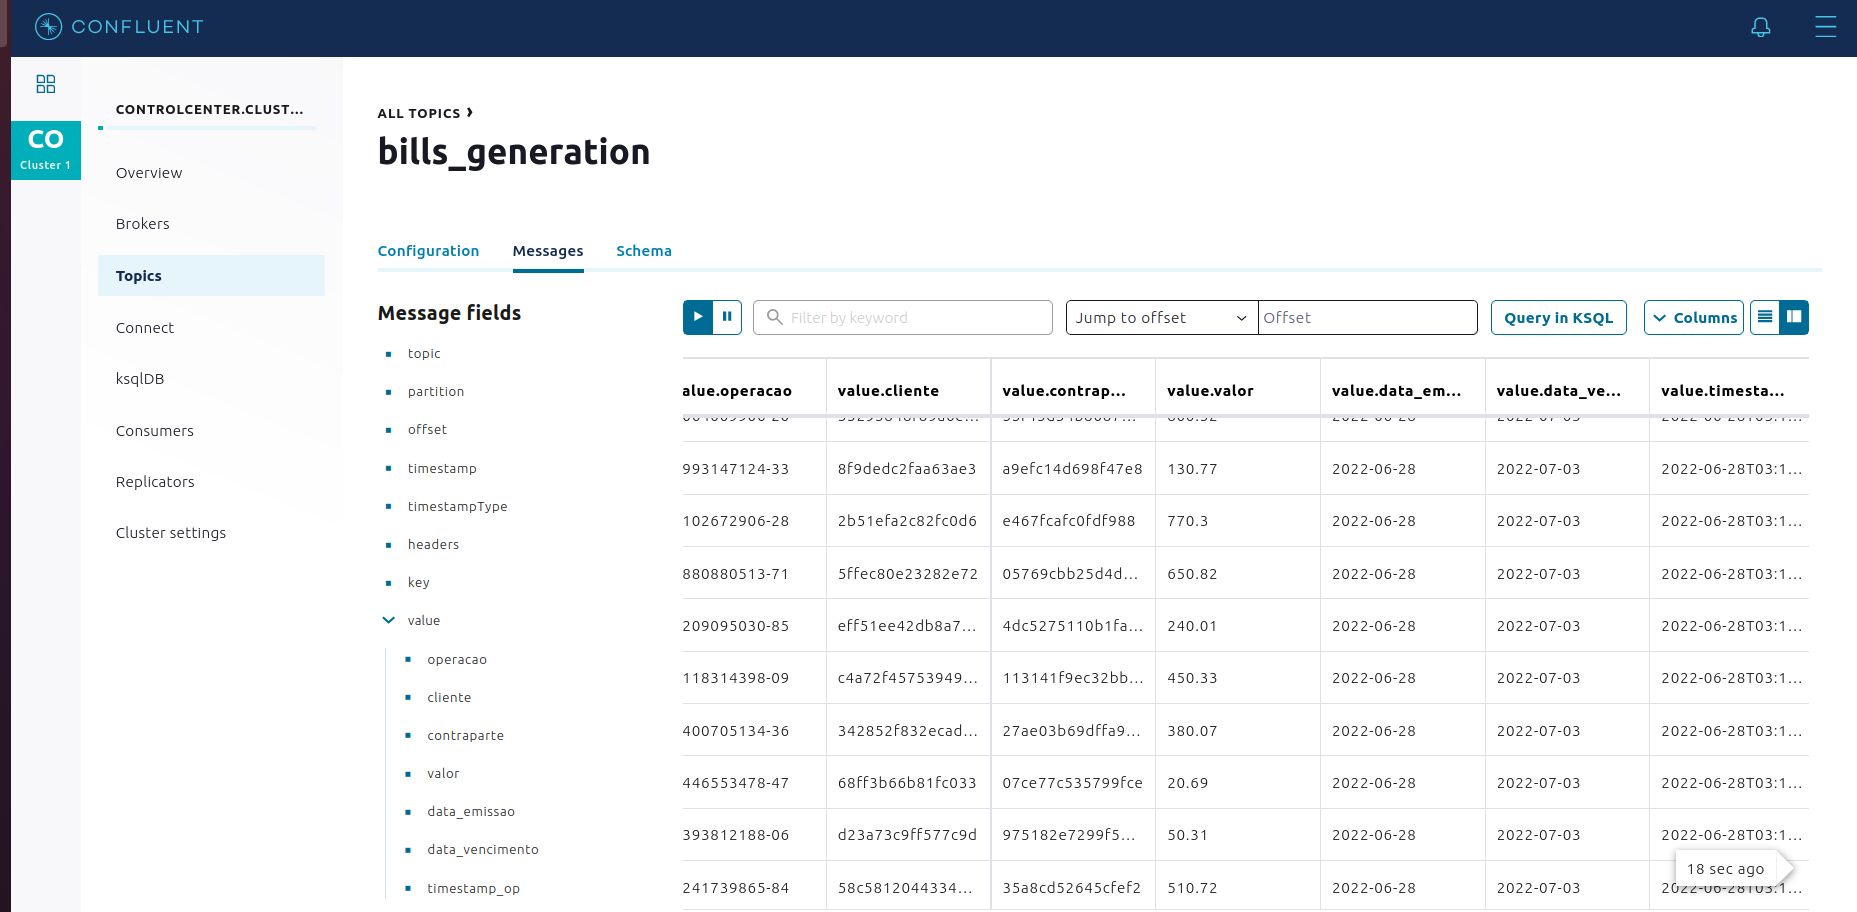 CONFLUENT
CO
Cluster 1
CONTROLCENTER.CLUST...
Overview
Brokers
Topics
Connect
ksqlDB
Consumers
Replicators
Cluster settings
ALL TOPICS ›
bills_generation
Configuration Messages Schema
Message fields
topic
partition
offset
timestamp
timestampType
headers
key
value
operacao
cliente
contraparte
valor
data_emissao
data_vencimento
timestamp_op
Filter by keyword Jump to offset Offset Query in KSQL Columns
alue.operacao value.cliente value.contrap... value.valor value.data_em... value.data_ve... value.timesta...
993147124-33 8f9dedc2faa63ae3 a9efc14d698f47e8 130.77 2022-06-28 2022-07-03 2022-06-28T03:1...
102672906-28 2b51efa2c82fc0d6 e467fcafc0fdf988 770.3 2022-06-28 2022-07-03 2022-06-28T03:1...
880880513-71 5ffec80e23282e72 05769cbb25d4d... 650.82 2022-06-28 2022-07-03 2022-06-28T03:1...
209095030-85 eff51ee42db8a7... 4dc5275110b1fa... 240.01 2022-06-28 2022-07-03 2022-06-28T03:1...
118314398-09 c4a72f45753949... 113141f9ec32bb... 450.33 2022-06-28 2022-07-03 2022-06-28T03:1...
400705134-36 342852f832ecad... 27ae03b69dffa9... 380.07 2022-06-28 2022-07-03 2022-06-28T03:1...
446553478-47 68ff3b66b81fc033 07ce77c535799fce 20.69 2022-06-28 2022-07-03 2022-06-28T03:1...
393812188-06 d23a73c9ff577c9d 975182e7299f5... 50.31 2022-06-28 2022-07-03 2022-06-28T03:1...
18 sec ago
241739865-84 58c5812044334... 35a8cd52645cfef2 510.72 2022-06-28 2022-07-03 2022-06-28T03:1...